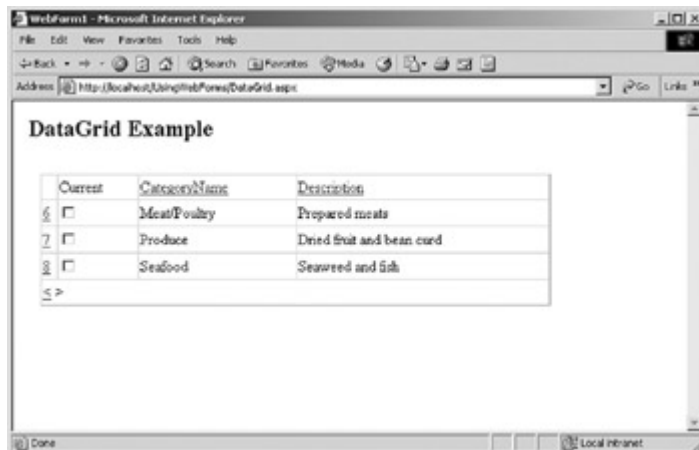 WebForm1 - Microsoft Internet Explorer
File Edit View Favorites Tools Help
Back Search Favorites Media
Address http://localhost/UsingWebForms/DataGrid.aspx Go Links »
DataGrid Example
Current CategoryName Description
6 Meat/Poultry Prepared meats
7 Produce Dried fruit and bean curd
8 Seafood Seaweed and fish
< >
Done Local intranet